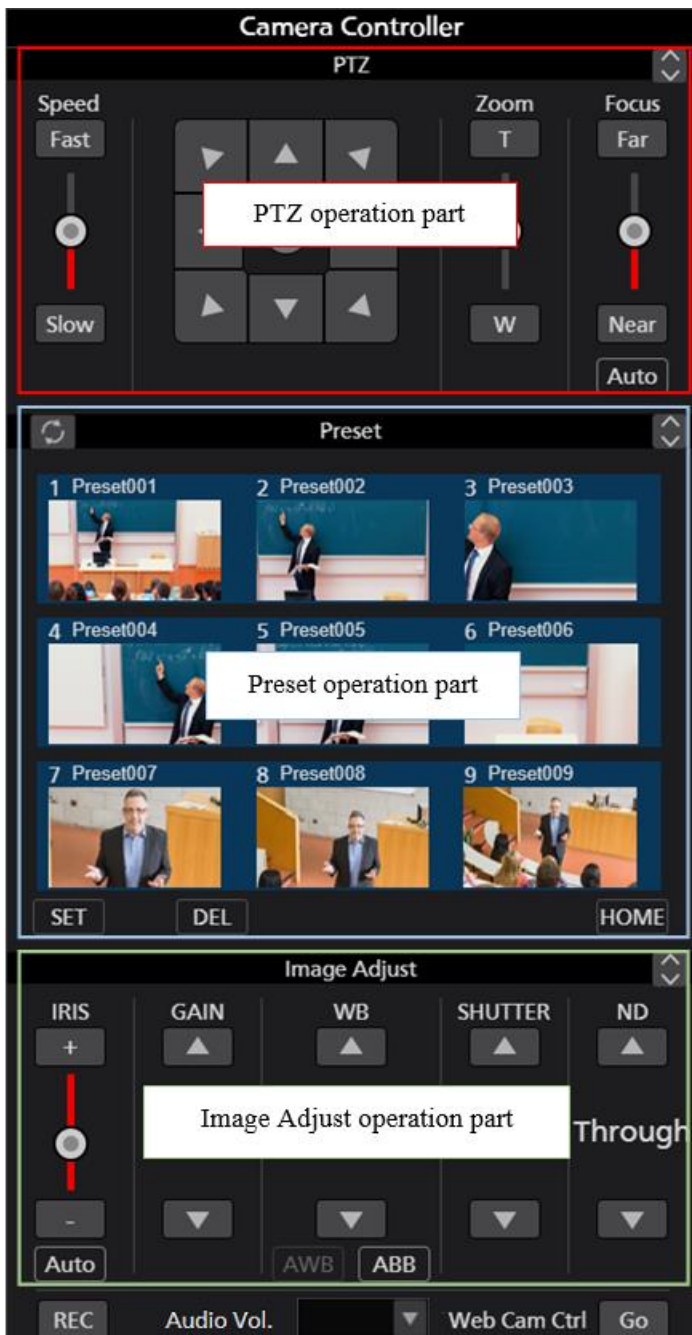 Camera Controller
PTZ
Speed Zoom Focus
Fast T Far
PTZ operation part
Slow W Near
Auto
Preset
1 Preset001 2 Preset002 3 Preset003
4 Preset004 5 Preset005 6 Preset006
Preset operation part
7 Preset007 8 Preset008 9 Preset009
SET DEL HOME
Image Adjust
IRIS GAIN WB SHUTTER ND
+
Image Adjust operation part
Through
-
Auto AWB ABB
REC Audio Vol. Web Cam Ctrl Go